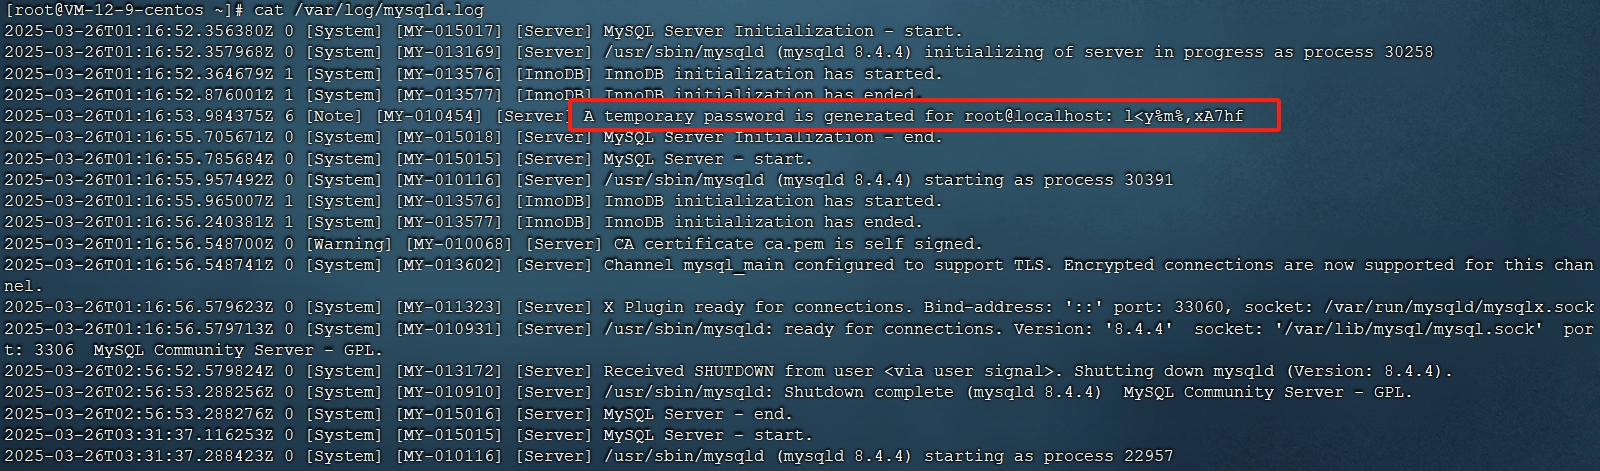 [root@VM-12-9-centos ~]# cat /var/log/mysqld.log
2025-03-26T01:16:52.356380Z 0 [System] [MY-015017] [Server] MySQL Server Initialization - start.
2025-03-26T01:16:52.357968Z 0 [System] [MY-013169] [Server] /usr/sbin/mysqld (mysqld 8.4.4) initializing of server in progress as process 30258
2025-03-26T01:16:52.364679Z 1 [System] [MY-013576] [InnoDB] InnoDB initialization has started.
2025-03-26T01:16:52.876001Z 1 [System] [MY-013577] [InnoDB] InnoDB initialization has ended.
2025-03-26T01:16:53.984375Z 6 [Note] [MY-010454] [Server] A temporary password is generated for root@localhost: l<y%m%,xA7hf
2025-03-26T01:16:55.705671Z 0 [System] [MY-015018] [Server] MySQL Server Initialization - end.
2025-03-26T01:16:55.785684Z 0 [System] [MY-015015] [Server] MySQL Server - start.
2025-03-26T01:16:55.957492Z 0 [System] [MY-010116] [Server] /usr/sbin/mysqld (mysqld 8.4.4) starting as process 30391
2025-03-26T01:16:55.965007Z 1 [System] [MY-013576] [InnoDB] InnoDB initialization has started.
2025-03-26T01:16:56.240381Z 1 [System] [MY-013577] [InnoDB] InnoDB initialization has ended.
2025-03-26T01:16:56.548700Z 0 [Warning] [MY-010068] [Server] CA certificate ca.pem is self signed.
2025-03-26T01:16:56.548741Z 0 [System] [MY-013602] [Server] Channel mysql_main configured to support TLS. Encrypted connections are now supported for this chan
nel.
2025-03-26T01:16:56.579623Z 0 [System] [MY-011323] [Server] X Plugin ready for connections. Bind-address: '::' port: 33060, socket: /var/run/mysqld/mysqlx.sock
2025-03-26T01:16:56.579713Z 0 [System] [MY-010931] [Server] /usr/sbin/mysqld: ready for connections. Version: '8.4.4'  socket: '/var/lib/mysql/mysql.sock'  por
t: 3306  MySQL Community Server - GPL.
2025-03-26T02:56:52.579824Z 0 [System] [MY-013172] [Server] Received SHUTDOWN from user <via user signal>. Shutting down mysqld (Version: 8.4.4).
2025-03-26T02:56:53.288256Z 0 [System] [MY-010910] [Server] /usr/sbin/mysqld: Shutdown complete (mysqld 8.4.4)  MySQL Community Server - GPL.
2025-03-26T02:56:53.288276Z 0 [System] [MY-015016] [Server] MySQL Server - end.
2025-03-26T03:31:37.116253Z 0 [System] [MY-015015] [Server] MySQL Server - start.
2025-03-26T03:31:37.288423Z 0 [System] [MY-010116] [Server] /usr/sbin/mysqld (mysqld 8.4.4) starting as process 22957